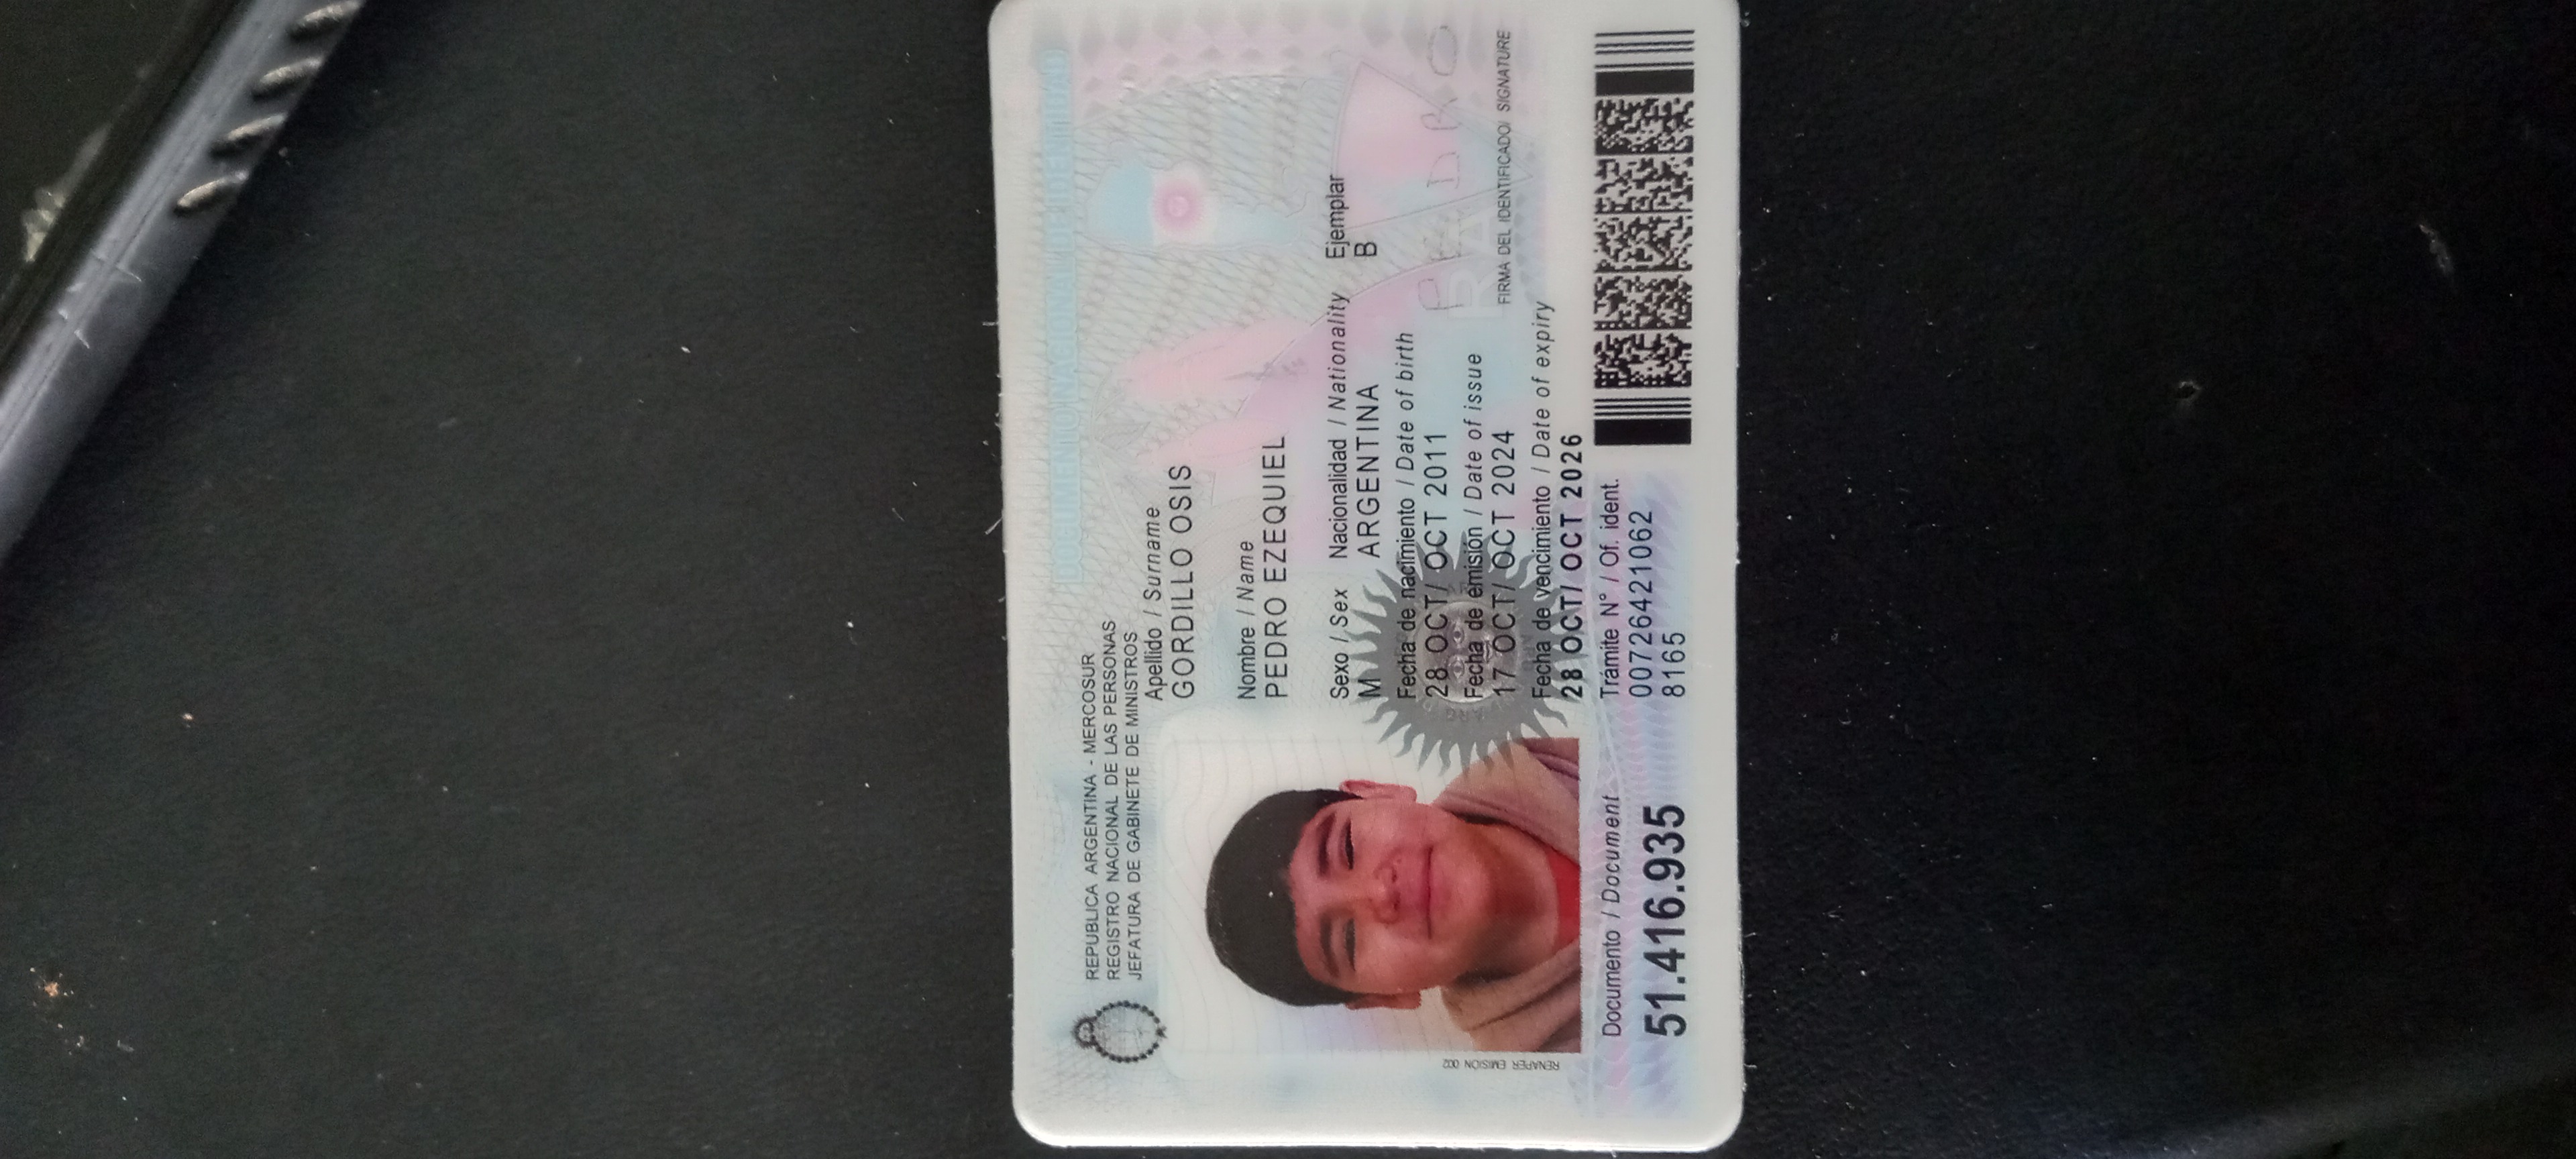 DOCUMENTO NACIONAL DE IDENTIDAD
REPUBLICA ARGENTINA - MERCOSUR
REGISTRO NACIONAL DE LAS PERSONAS
JEFATURA DE GABINETE DE MINISTROS
Apellido / Surname
GORDILLO OSIS
Nombre / Name
PEDRO EZEQUIEL
Sexo / Sex Nacionalidad / Nationality Ejemplar
M ARGENTINA B
Fecha de nacimiento / Date of birth
28 OCT/ OCT 2011
PEDRO
Fecha de emisión / Date of issue
17 OCT/ OCT 2024
FIRMA DEL IDENTIFICADO/ SIGNATURE
Fecha de vencimiento / Date of expiry
28 OCT/ OCT 2026
RENAPER EMISION 002
Documento / Document
51.416.935
Trámite N° / Of. ident.
00726421062
8165